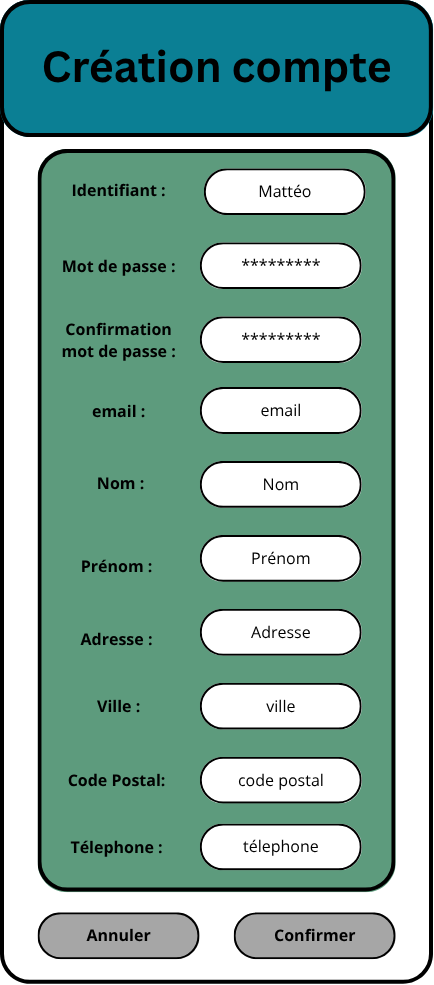 Création compte
Identifiant : Mattéo
Mot de passe : *********
Confirmation
mot de passe : *********
email : email
Nom : Nom
Prénom : Prénom
Adresse : Adresse
Ville : ville
Code Postal: code postal
Télephone : télephone
Annuler Confirmer